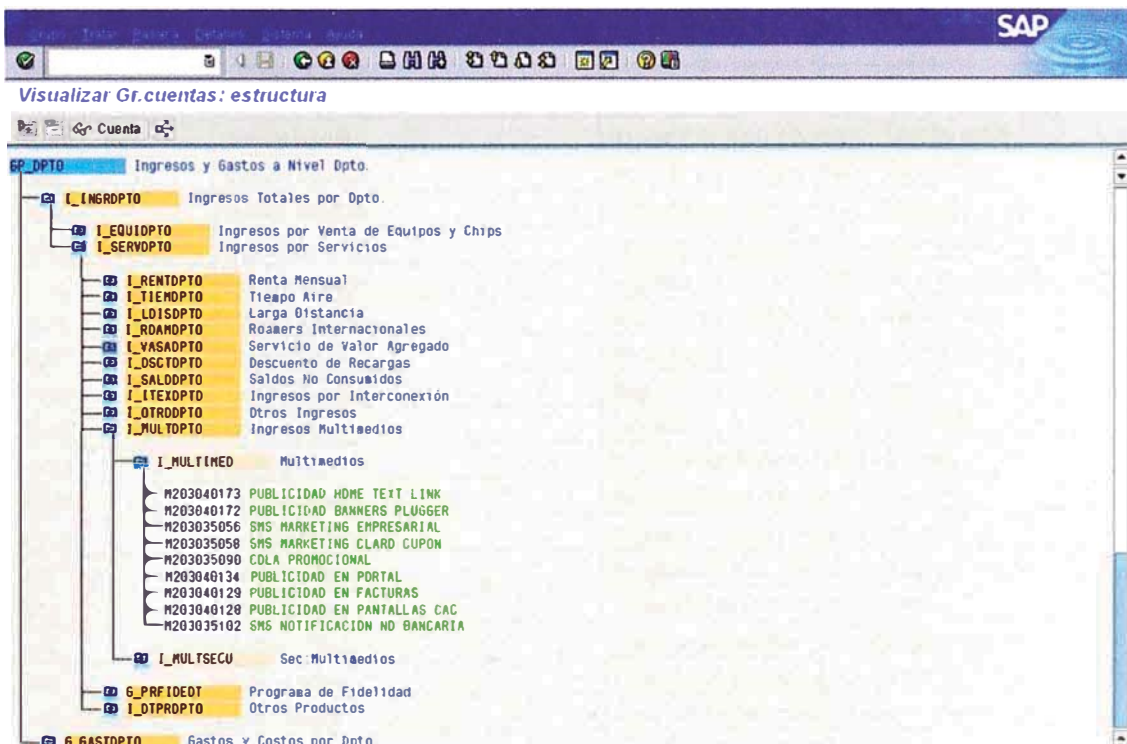 SAP
Grupo Tratar Pasar a Detalles Sistema Ayuda
Visualizar Gr.cuentas: estructura
Cuenta
GP_DPTO Ingresos y Gastos a Nivel Dpto.
I_INGRDPTO Ingresos Totales por Dpto.
I_EQUIDPTO Ingresos por Venta de Equipos y Chips
I_SERVDPTO Ingresos por Servicios
I_RENTDPTO Renta Mensual
I_TIEMDPTO Tiempo Aire
I_LDISDPTO Larga Distancia
I_ROAMDPTO Roamers Internacionales
I_VASADPTO Servicio de Valor Agregado
I_DSCTDPTO Descuento de Recargas
I_SALDDPTO Saldos No Consumidos
I_ITEXDPTO Ingresos por Interconexión
I_OTRODPTO Otros Ingresos
I_MULTDPTO Ingresos Multimedios
I_MULTIMED Multimedios
M203040173 PUBLICIDAD HOME TEXT LINK
M203040172 PUBLICIDAD BANNERS PLUGGER
M203035056 SMS MARKETING EMPRESARIAL
M203035058 SMS MARKETING CLARO CUPON
M203035090 COLA PROMOCIONAL
M203040134 PUBLICIDAD EN PORTAL
M203040129 PUBLICIDAD EN FACTURAS
M203040128 PUBLICIDAD EN PANTALLAS CAC
M203035102 SMS NOTIFICACION NO BANCARIA
I_MULTSECU Sec.Multimedios
G_PRFIDEDT Programa de Fidelidad
I_OTPRDPTO Otros Productos
G_GASTDPTO Gastos y Costos por Dpto.